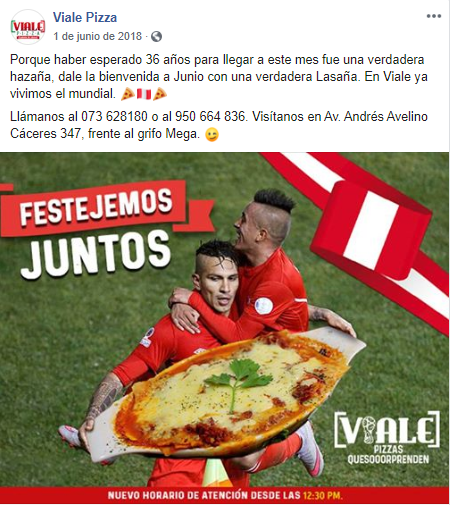 VIALE
PIZZA
Viale Pizza
1 de junio de 2018 ·
Porque haber esperado 36 años para llegar a este mes fue una verdadera
hazaña, dale la bienvenida a Junio con una verdadera Lasaña. En Viale ya
vivimos el mundial. 🍕🇵🇪🍕
Llámanos al 073 628180 o al 950 664 836. Visítanos en Av. Andrés Avelino
Cáceres 347, frente al grifo Mega. 😉
FESTEJEMOS
JUNTOS
VIALE
PIZZAS
QUESOOORPRENDEN
NUEVO HORARIO DE ATENCIÓN DESDE LAS 12:30 PM.